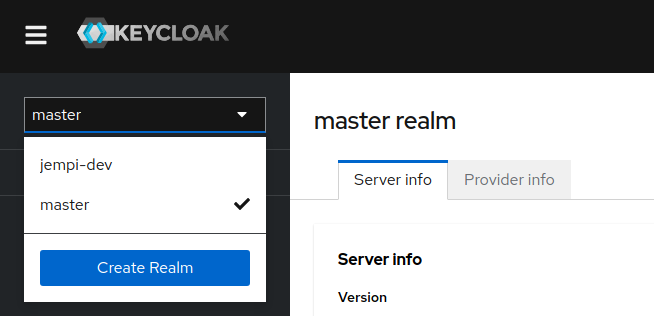 KEYCLOAK
master
jempi-dev
master
Create Realm
master realm
Server info
Provider info
Server info
Version